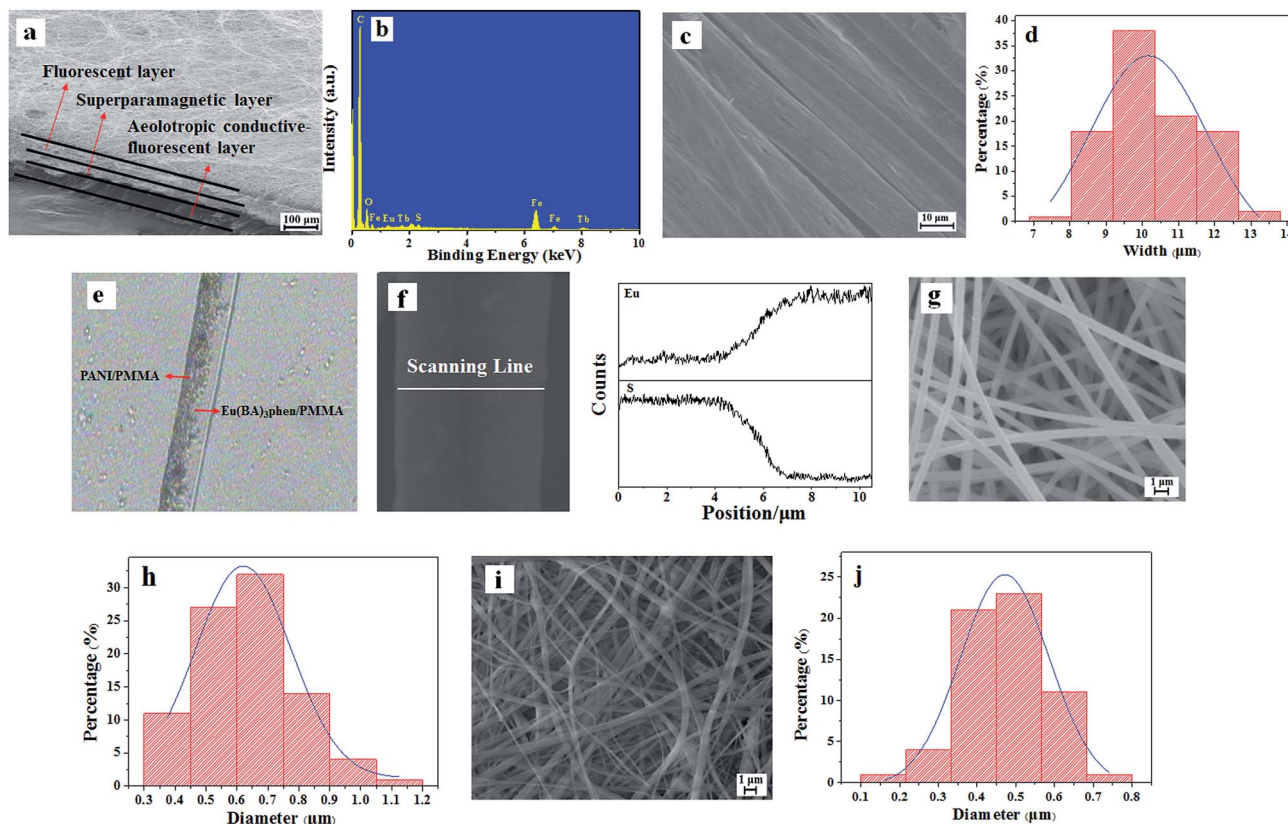 a
Fluorescent layer
Superparamagnetic layer
Aeolotropic conductive-
fluorescent layer
100 μm
b
Intensity (a.u.)
C
O
Fe Eu Tb S
Fe
Fe
Tb
0 2 4 6 8 10
Binding Energy (keV)
c
10 μm
d
Percentage (%)
40
35
30
25
20
15
10
5
0
7 8 9 10 11 12 13 14
Width (μm)
e
PANI/PMMA
Eu(BA)₃phen/PMMA
f
Scanning Line
Counts
Eu
S
0 2 4 6 8 10
Position/μm
g
1 μm
h
Percentage (%)
30
25
20
15
10
5
0
0.3 0.4 0.5 0.6 0.7 0.8 0.9 1.0 1.1 1.2
Diameter (μm)
i
1 μm
j
Percentage (%)
25
20
15
10
5
0
0.1 0.2 0.3 0.4 0.5 0.6 0.7 0.8
Diameter (μm)